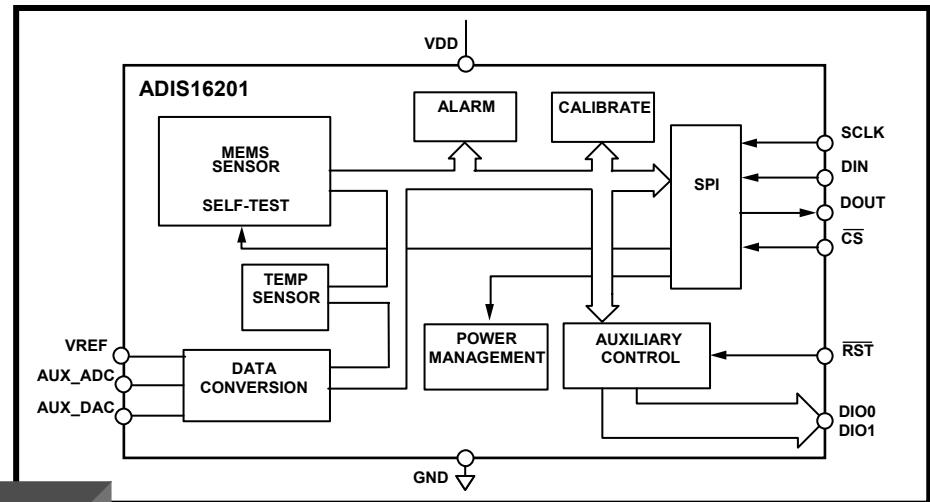 VDD
ADIS16201
ALARM
CALIBRATE
MEMS
SENSOR
SELF-TEST
SPI
SCLK
DIN
DOUT
CS
TEMP
SENSOR
POWER
MANAGEMENT
AUXILIARY
CONTROL
RST
VREF
AUX_ADC
AUX_DAC
DATA
CONVERSION
DIO0
DIO1
GND